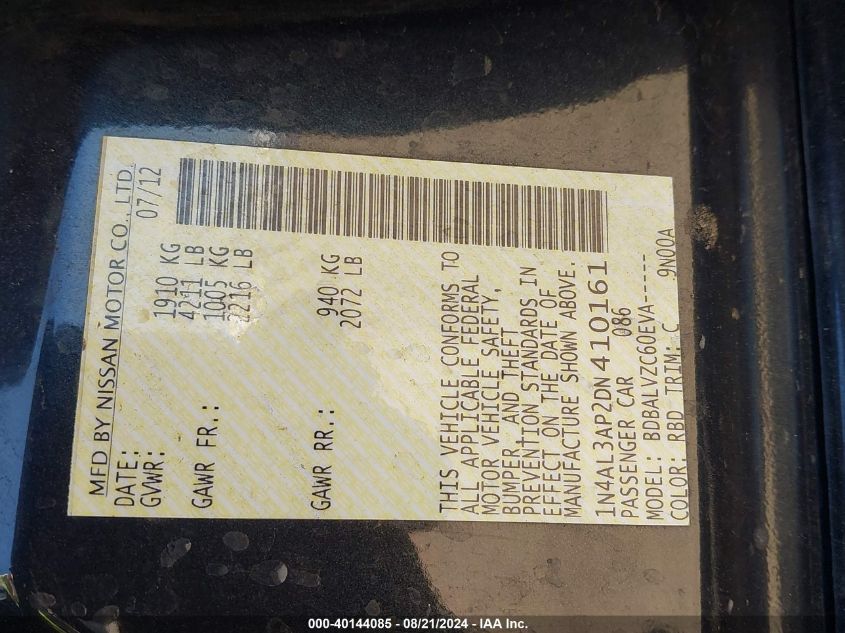 MFD BY NISSAN MOTOR CO., LTD.
DATE: 07/12
GVWR: 1910 KG
4211 LB
GAWR FR.: 1005 KG
2216 LB
GAWR RR.: 940 KG
2072 LB
THIS VEHICLE CONFORMS TO
ALL APPLICABLE FEDERAL
MOTOR VEHICLE SAFETY,
BUMPER AND THEFT
PREVENTION STANDARDS IN
EFFECT ON THE DATE OF
MANUFACTURE SHOWN ABOVE.
1N4AL3AP2DN410161
PASSENGER CAR 086
MODEL: BDBALVZC60EVA-----
COLOR: RBD TRIM: C 9N00A
000-40144085 - 08/21/2024 - IAA Inc.